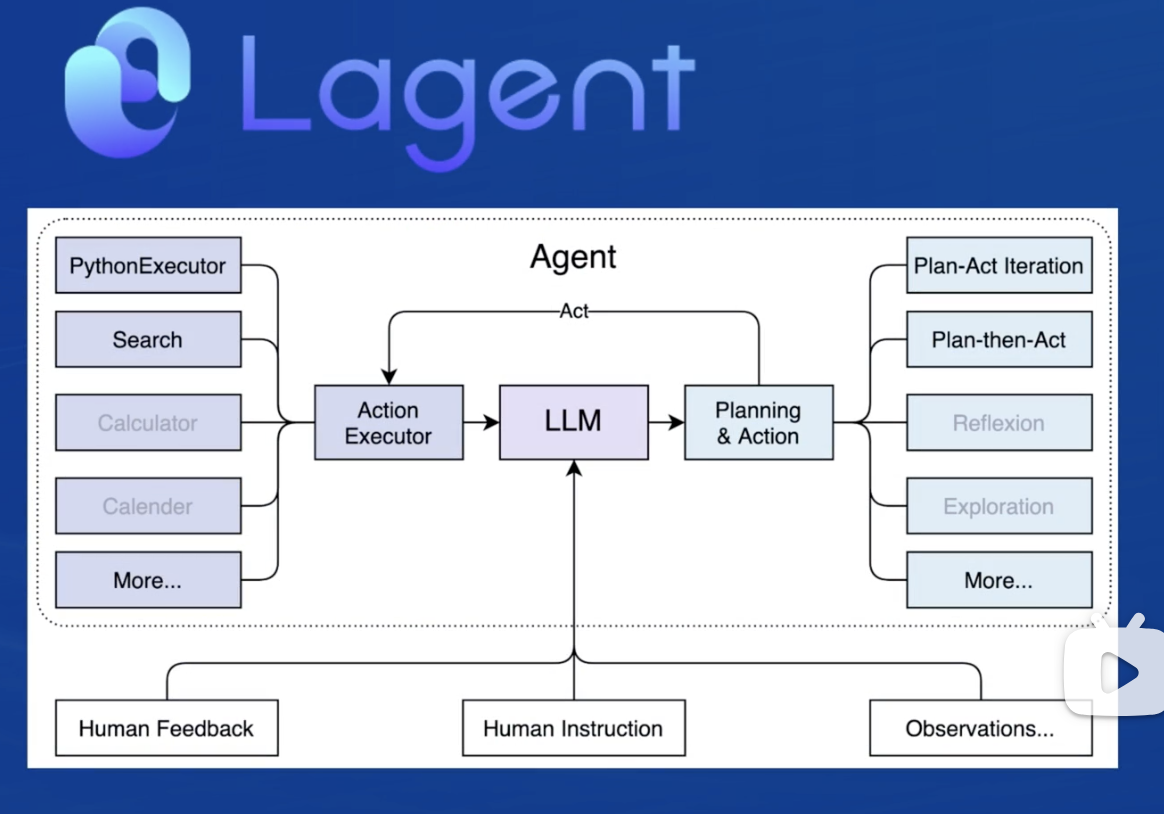 Lagent
Agent
PythonExecutor
Search
Calculator
Calender
More...
Act
Action
Executor
LLM
Planning
& Action
Plan-Act Iteration
Plan-then-Act
Reflexion
Exploration
More...
Human Feedback
Human Instruction
Observations...